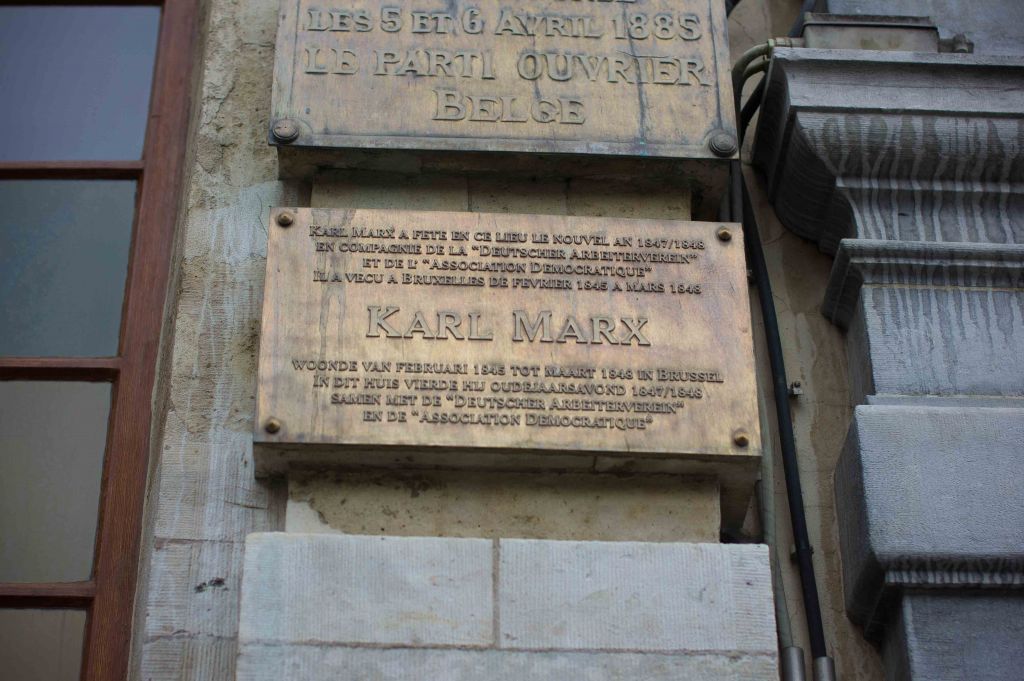 LES 5 ET 6 AVRIL 1885
LE PARTI OUVRIER
BELGE
KARL MARX A FETE EN CE LIEU LE NOUVEL AN 1847/1848
EN COMPAGNIE DE LA "DEUTSCHER ARBEITERVEREIN"
ET DE L' "ASSOCIATION DEMOCRATIQUE"
IL A VECU A BRUXELLES DE FEVRIER 1845 A MARS 1848
KARL MARX
WOONDE VAN FEBRUARI 1845 TOT MAART 1848 IN BRUSSEL
IN DIT HUIS VIERDE HIJ OUDEJAARSAVOND 1847/1848
SAMEN MET DE "DEUTSCHER ARBEITERVEREIN"
EN DE "ASSOCIATION DEMOCRATIQUE"